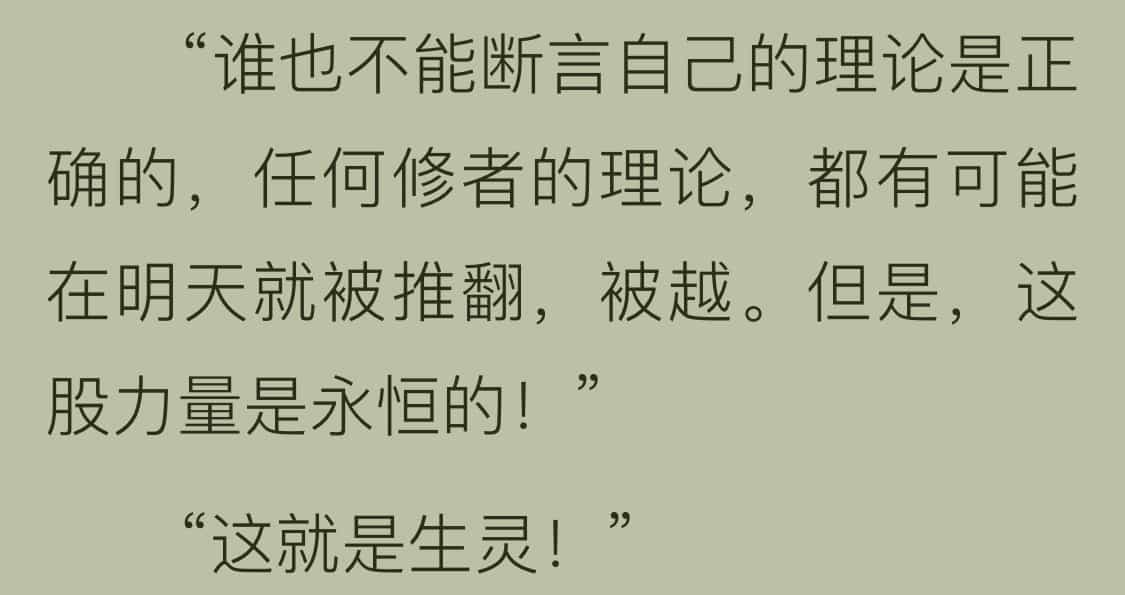 “谁也不能断言自己的理论是正
确的，任何修者的理论，都有可能
在明天就被推翻，被越。但是，这
股力量是永恒的！”
“这就是生灵！”